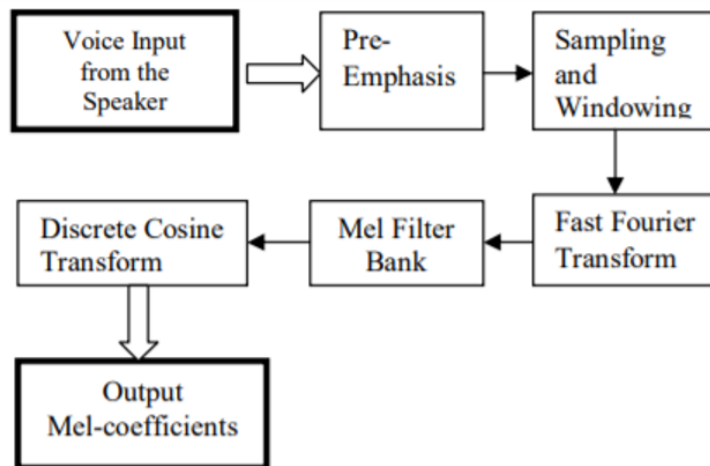 Voice Input
from the
Speaker
Pre-
Emphasis
Sampling
and
Windowing
Fast Fourier
Transform
Mel Filter
Bank
Discrete Cosine
Transform
Output
Mel-coefficients